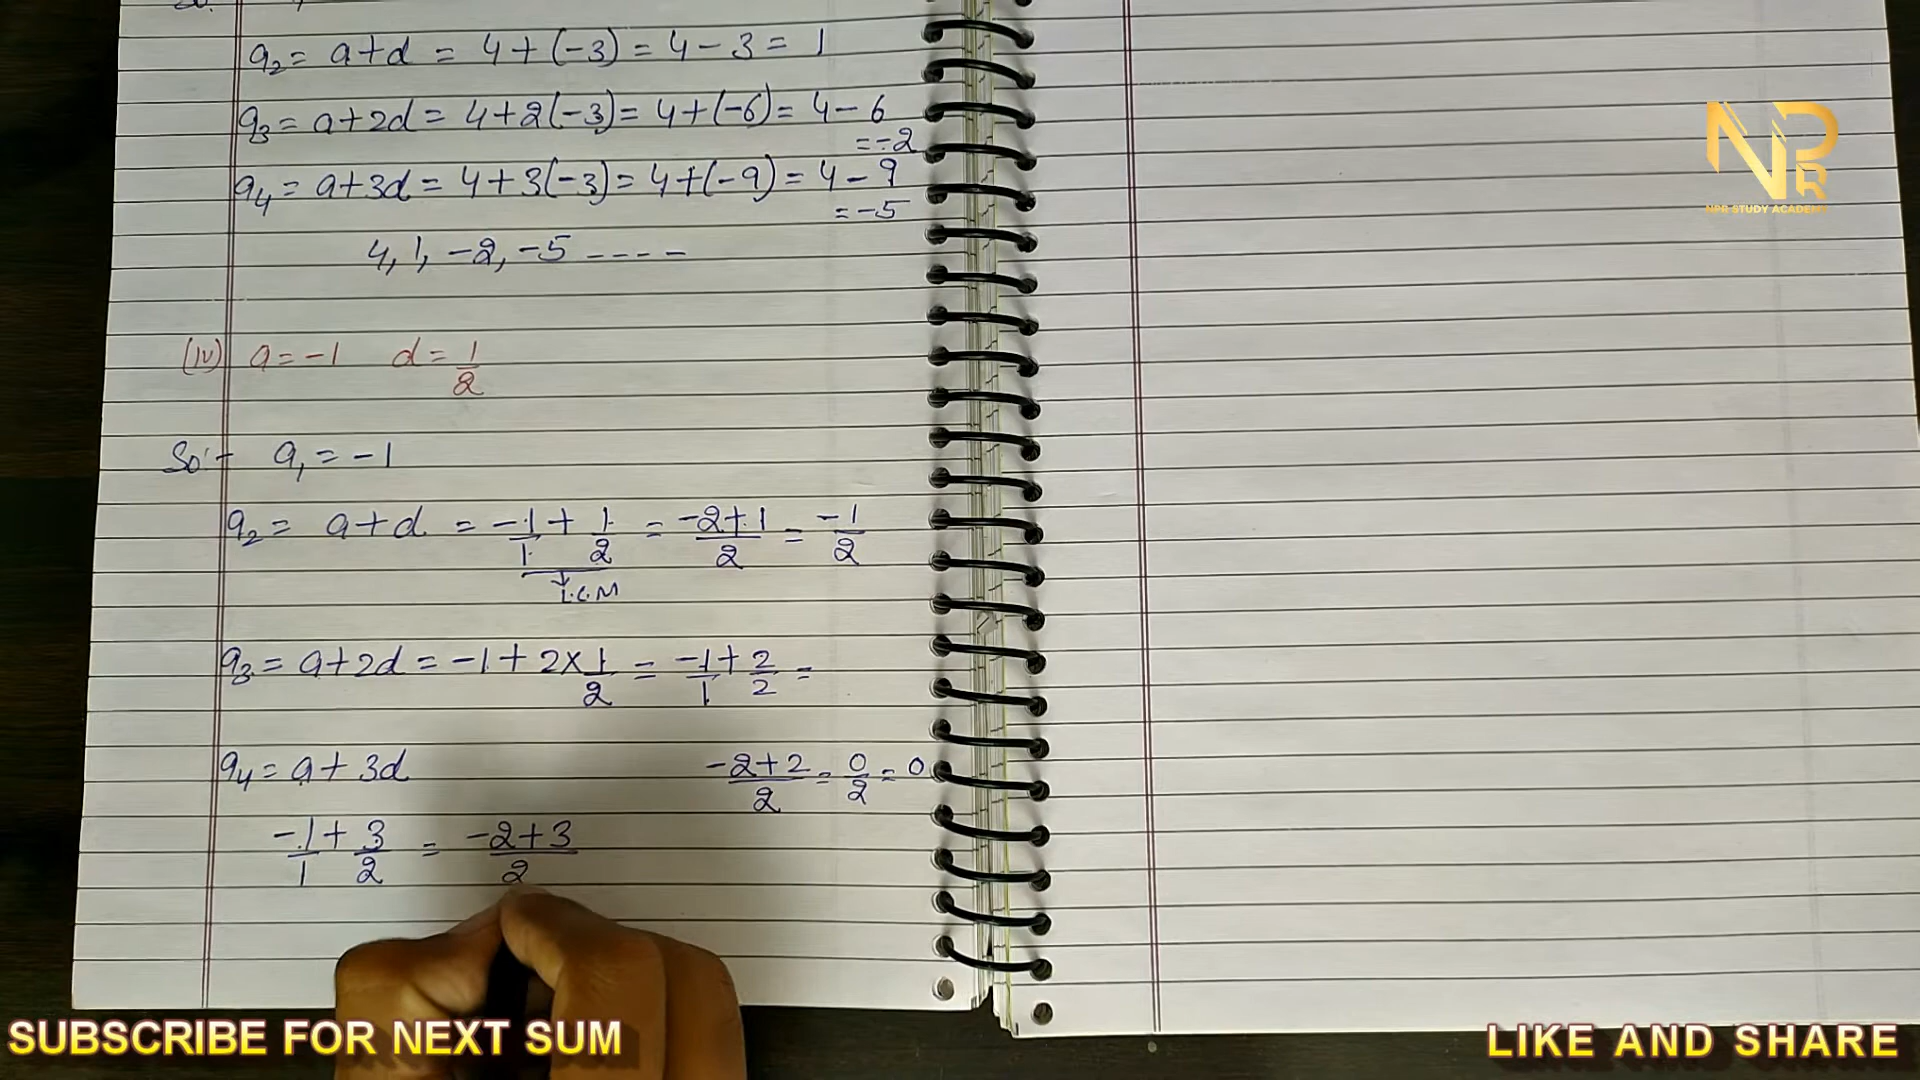 a₂ = a+d = 4+(-3) = 4-3 = 1
a₃ = a+2d = 4+2(-3) = 4+(-6) = 4-6
= -2
a₄ = a+3d = 4+3(-3) = 4+(-9) = 4-9
= -5
4, 1, -2, -5 ----
(iv) a = -1 d = 1/2
So:- a₁ = -1
a₂ = a+d = -1/1 + 1/2 = -2+1/2 = -1/2
L.C.M
a₃ = a+2d = -1+2×1/2 = -1/1 + 2/2 =
-2+2/2 = 0/2 = 0
a₄ = a+3d
-1/1 + 3/2 = -2+3/2
NPR
NPR STUDY ACADEMY
SUBSCRIBE FOR NEXT SUM
LIKE AND SHARE